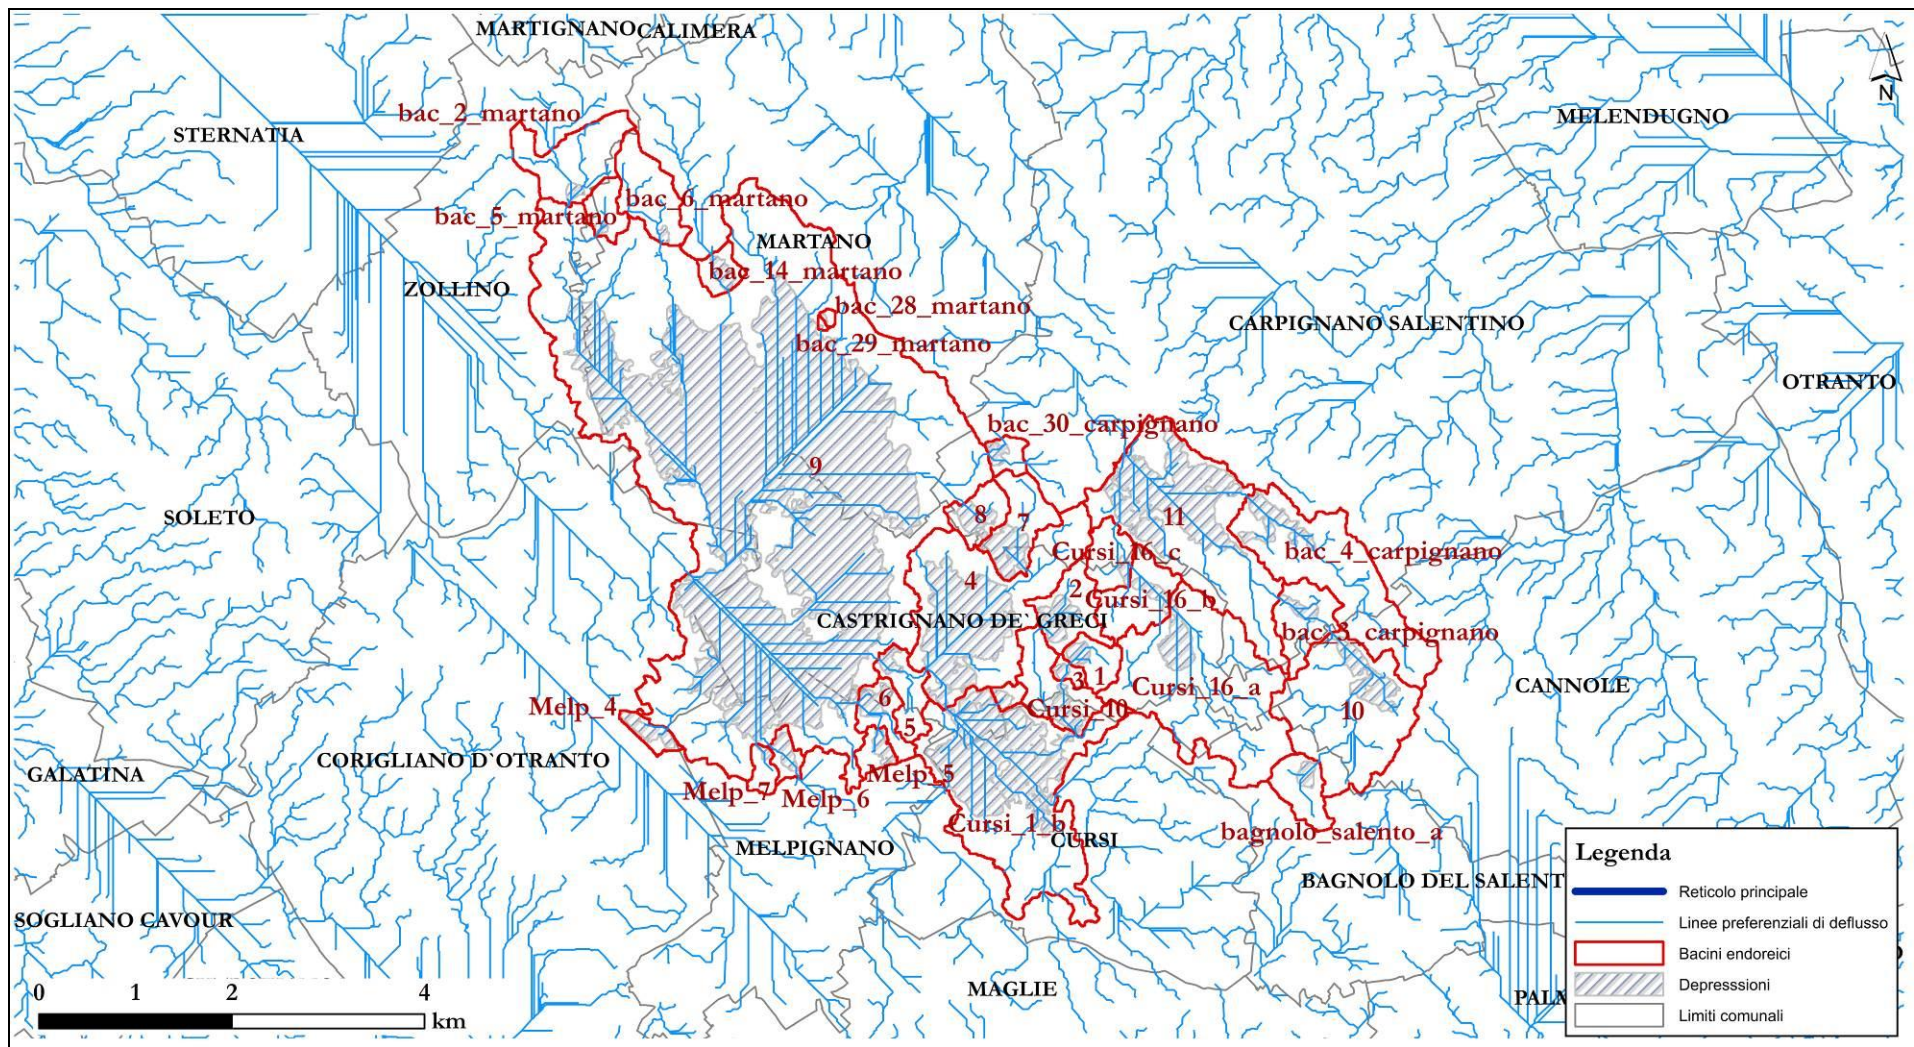 MARTIGNANO
CALIMERA
bac_2_martano
STERNATIA
MELENDUGNO
N
bac_6_martano
bac_5_martano
MARTANO
bac_14_martano
ZOLLINO
bac_28_martano
CARPIGNANO SALENTINO
bac_29_martano
OTRANTO
bac_30_carpignano
9
SOLETO
8
7
11
Cursi_16_c
bac_4_carpignano
4
2
Cursi_16_b
CASTRIGNANO DE` GRECI
bac_3_carpignano
3
1
Cursi_16_a
CANNOLE
6
Melp_4
Cursi_10
10
5
CORIGLIANO D`OTRANTO
GALATINA
Melp_5
Melp_7
Melp_6
Cursi_1_b
CURSI
bagnolo_salento_a
MELPIGNANO
BAGNOLO DEL SALENT
SOGLIANO CAVOUR
MAGLIE
PALM
Legenda
Reticolo principale
Linee preferenziali di deflusso
Bacini endoreici
Depresssioni
Limiti comunali
0 1 2 4
km